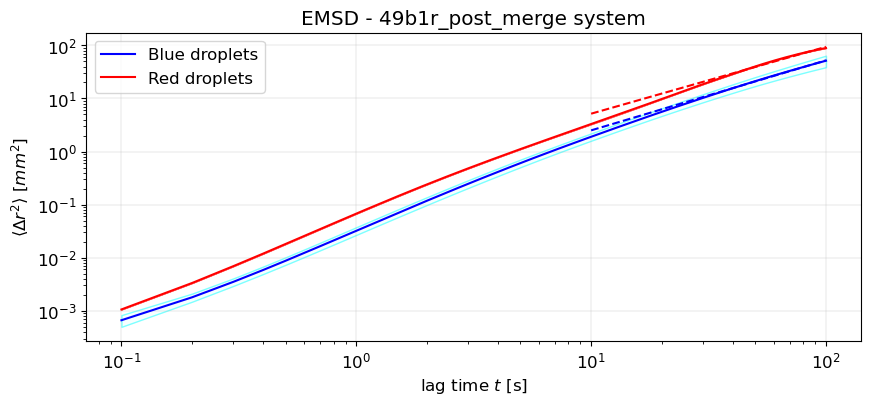 EMSD - 49b1r_post_merge system
⟨Δr²⟩ [mm²]
10²
10¹
10⁰
10⁻¹
10⁻²
10⁻³
Blue droplets
Red droplets
10⁻¹
10⁰
10¹
10²
lag time t [s]